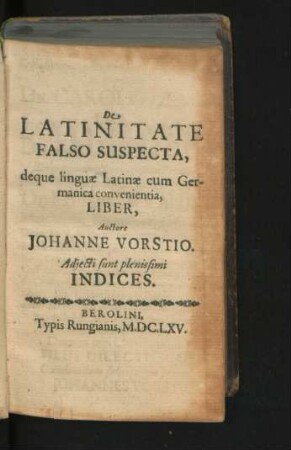 De
LATINITATE
FALSO SUSPECTA,
deque linguæ Latinæ cum Ger-
manica convenientia,
LIBER,
Auctore
JOHANNE VORSTIO.
Adjecti sunt plenissimi
INDICES.
BEROLINI,
Typis Rungianis, M.DC.LXV.